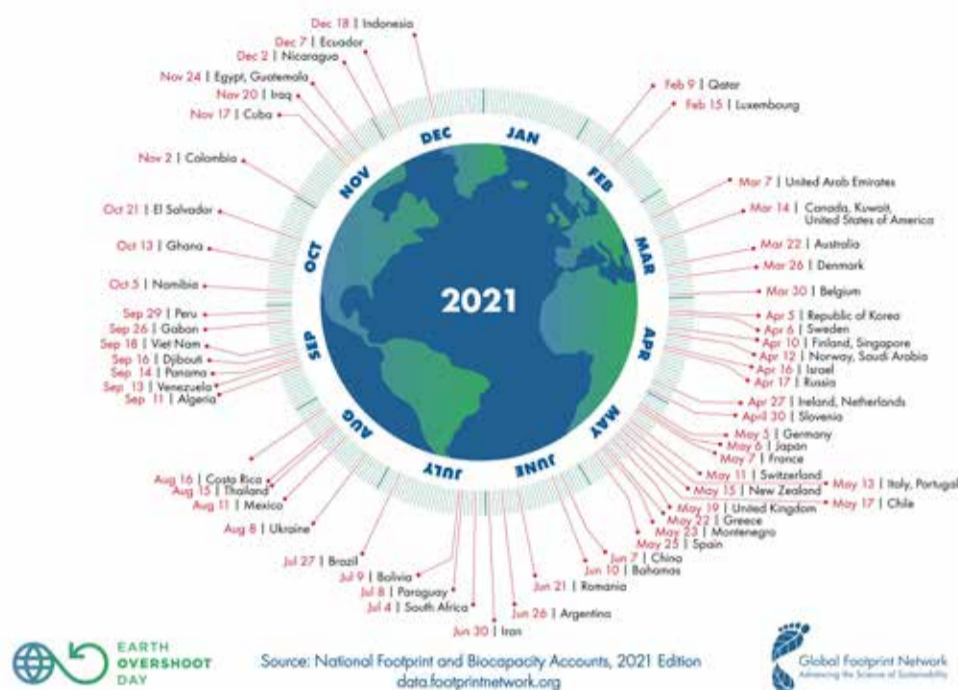 Dec 18 | Indonesia
Dec 7 | Ecuador
Dec 2 | Nicaragua
Nov 24 | Egypt, Guatemala
Nov 20 | Iraq
Nov 17 | Cuba
Nov 2 | Colombia
Oct 21 | El Salvador
Oct 13 | Ghana
Oct 5 | Namibia
Sep 29 | Peru
Sep 26 | Gabon
Sep 18 | Viet Nam
Sep 16 | Djibouti
Sep 14 | Panama
Sep 13 | Venezuela
Sep 11 | Algeria
Aug 16 | Costa Rica
Aug 15 | Thailand
Aug 11 | Mexico
Aug 8 | Ukraine
Jul 27 | Brazil
Jul 9 | Bolivia
Jul 8 | Paraguay
Jul 4 | South Africa
Jun 30 | Iran
Feb 9 | Qatar
Feb 15 | Luxembourg
Mar 7 | United Arab Emirates
Mar 14 | Canada, Kuwait,
United States of America
Mar 22 | Australia
Mar 26 | Denmark
Mar 30 | Belgium
Apr 5 | Republic of Korea
Apr 6 | Sweden
Apr 10 | Finland, Singapore
Apr 12 | Norway, Saudi Arabia
Apr 16 | Israel
Apr 17 | Russia
Apr 27 | Ireland, Netherlands
April 30 | Slovenia
May 5 | Germany
May 6 | Japan
May 7 | France
May 11 | Switzerland
May 13 | Italy, Portugal
May 15 | New Zealand
May 17 | Chile
May 19 | United Kingdom
May 22 | Greece
May 23 | Montenegro
May 25 | Spain
Jun 7 | China
Jun 10 | Bahamas
Jun 21 | Romania
Jun 26 | Argentina
JAN
FEB
MAR
APR
MAY
JUNE
JULY
AUG
SEP
OCT
NOV
DEC
2021
EARTH
OVERSHOOT
DAY
Source: National Footprint and Biocapacity Accounts, 2021 Edition
data.footprintnetwork.org
Global Footprint Network
Advancing the Science of Sustainability